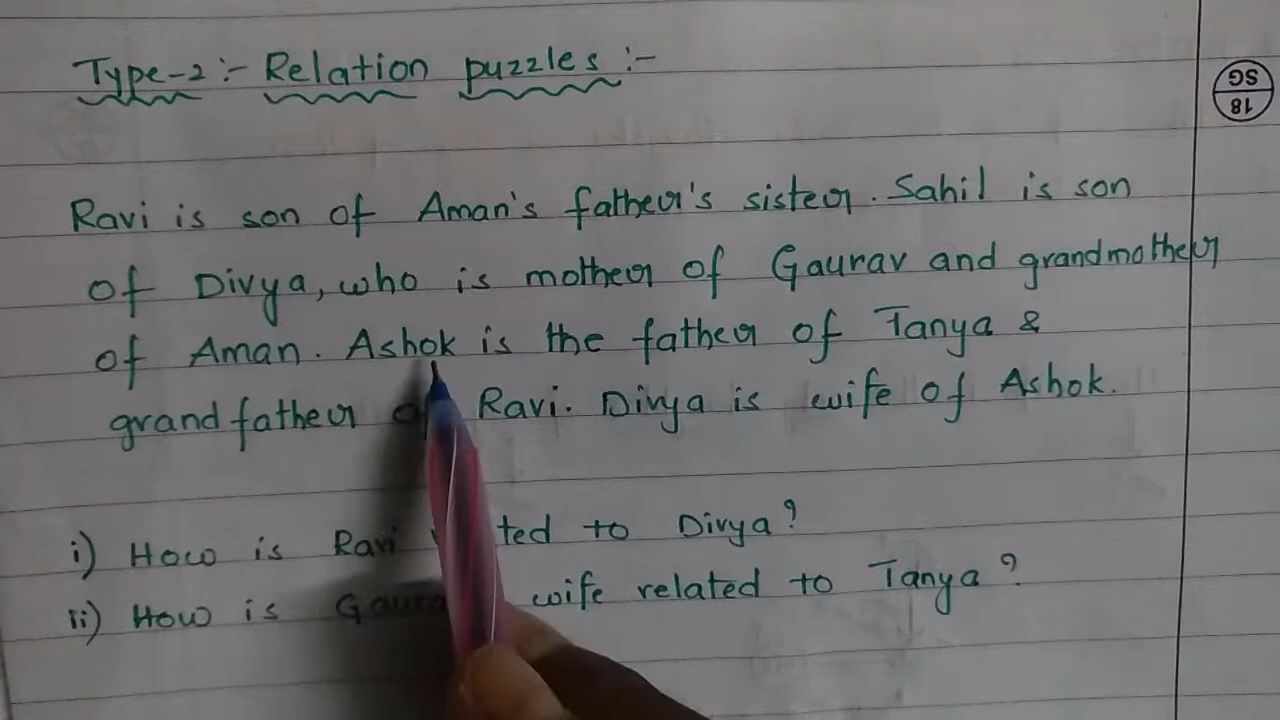 Type-2 :- Relation puzzles :-
18
SG
Ravi is son of Aman's father's sister. Sahil is son
of Divya, who is mother of Gaurav and grandmother
of Aman. Ashok is the father of Tanya &
grandfather Ravi. Divya is wife of Ashok.
i) How is Ravi ted to Divya?
ii) How is Gaura wife related to Tanya?